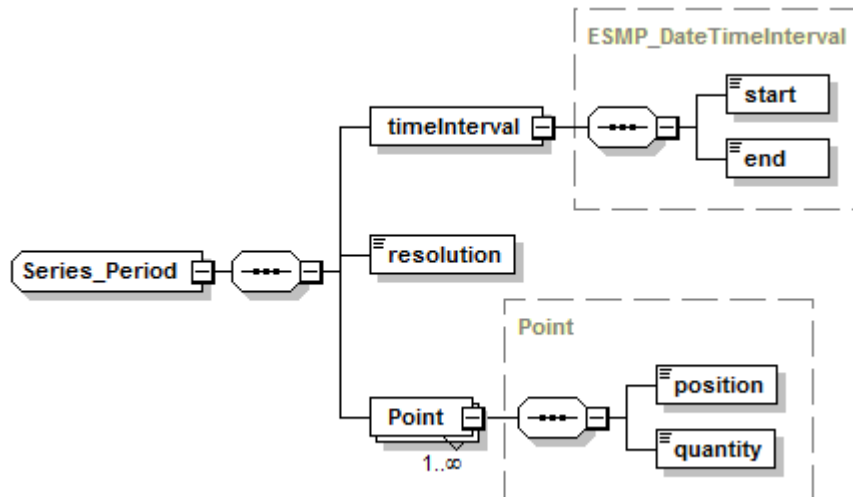 ESMP_DateTimeInterval
start
timeInterval
end
resolution
Series_Period
Point
position
Point
quantity
1..∞